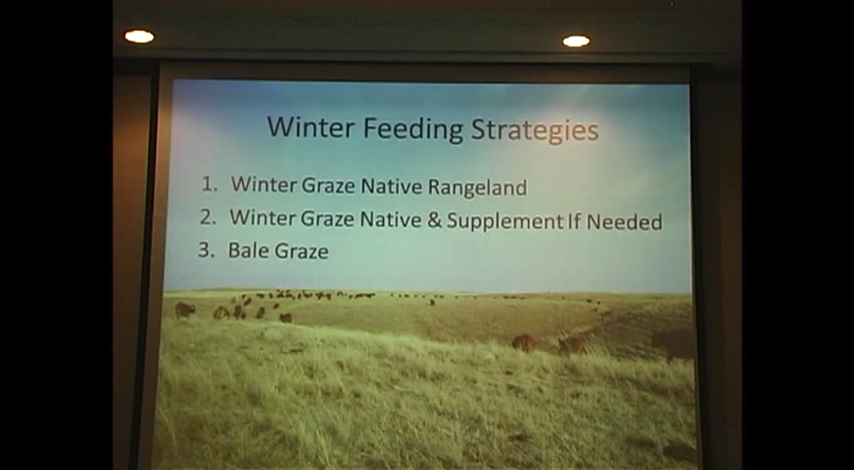 Winter Feeding Strategies
1. Winter Graze Native Rangeland
2. Winter Graze Native & Supplement If Needed
3. Bale Graze